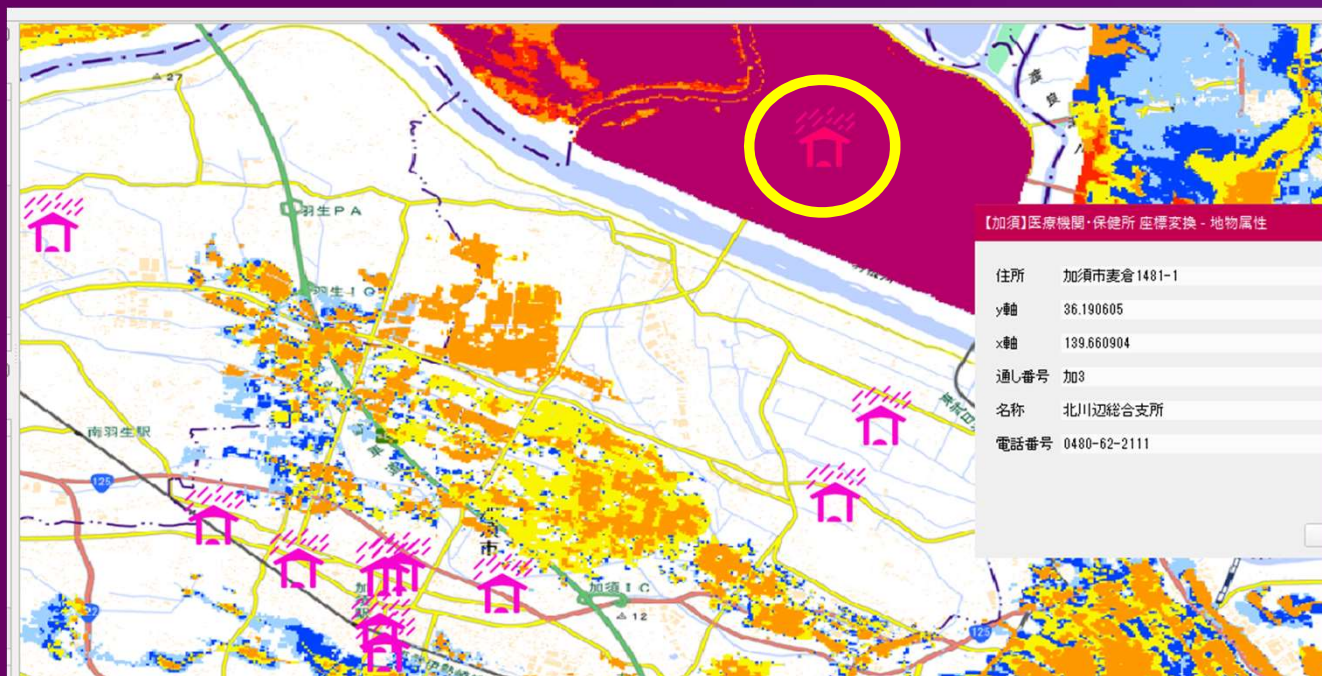 27
渡
良
羽生PA
羽生IC
南羽生駅
125
須
市
加須IC
12
125
【加須】医療機関・保健所 座標変換 - 地物属性
住所 加須市麦倉1481-1
y軸 36.190605
x軸 139.660904
通し番号 加3
名称 北川辺総合支所
電話番号 0480-62-2111